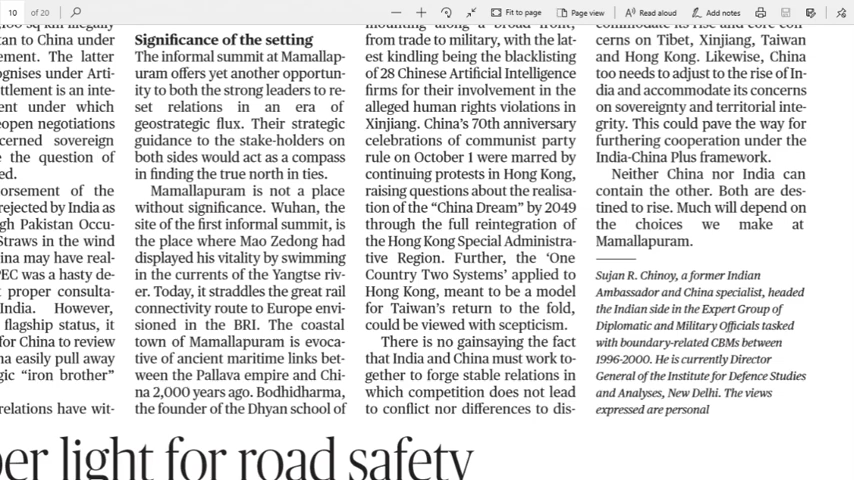 10 of 20
Fit to page
Page view
Read aloud
Add notes
tan to China under
ment. The latter
ognises under Arti-
ettlement is an inte-
ent under which
eopen negotiations
cerned sovereign
e the question of
ed.
orsement of the
rejected by India as
gh Pakistan Occu-
Straws in the wind
ina may have real-
PEC was a hasty de-
t proper consulta-
India. However,
flagship status, it
for China to review
na easily pull away
gic “iron brother”
relations have wit-
Significance of the setting
The informal summit at Mamallap-
uram offers yet another opportun-
ity to both the strong leaders to re-
set relations in an era of
geostrategic flux. Their strategic
guidance to the stake-holders on
both sides would act as a compass
in finding the true north in ties.
Mamallapuram is not a place
without significance. Wuhan, the
site of the first informal summit, is
the place where Mao Zedong had
displayed his vitality by swimming
in the currents of the Yangtse riv-
er. Today, it straddles the great rail
connectivity route to Europe envi-
sioned in the BRI. The coastal
town of Mamallapuram is evoca-
tive of ancient maritime links bet-
ween the Pallava empire and Chi-
na 2,000 years ago. Bodhidharma,
the founder of the Dhyan school of
mounting along a broad front,
from trade to military, with the lat-
est kindling being the blacklisting
of 28 Chinese Artificial Intelligence
firms for their involvement in the
alleged human rights violations in
Xinjiang. China’s 70th anniversary
celebrations of communist party
rule on October 1 were marred by
continuing protests in Hong Kong,
raising questions about the realisa-
tion of the “China Dream” by 2049
through the full reintegration of
the Hong Kong Special Administra-
tive Region. Further, the ‘One
Country Two Systems’ applied to
Hong Kong, meant to be a model
for Taiwan’s return to the fold,
could be viewed with scepticism.
There is no gainsaying the fact
that India and China must work to-
gether to forge stable relations in
which competition does not lead
to conflict nor differences to dis-
commodate its rise and core con-
cerns on Tibet, Xinjiang, Taiwan
and Hong Kong. Likewise, China
too needs to adjust to the rise of In-
dia and accommodate its concerns
on sovereignty and territorial inte-
grity. This could pave the way for
furthering cooperation under the
India-China Plus framework.
Neither China nor India can
contain the other. Both are des-
tined to rise. Much will depend on
the choices we make at
Mamallapuram.
Sujan R. Chinoy, a former Indian
Ambassador and China specialist, headed
the Indian side in the Expert Group of
Diplomatic and Military Officials tasked
with boundary-related CBMs between
1996-2000. He is currently Director
General of the Institute for Defence Studies
and Analyses, New Delhi. The views
expressed are personal
per light for road safety